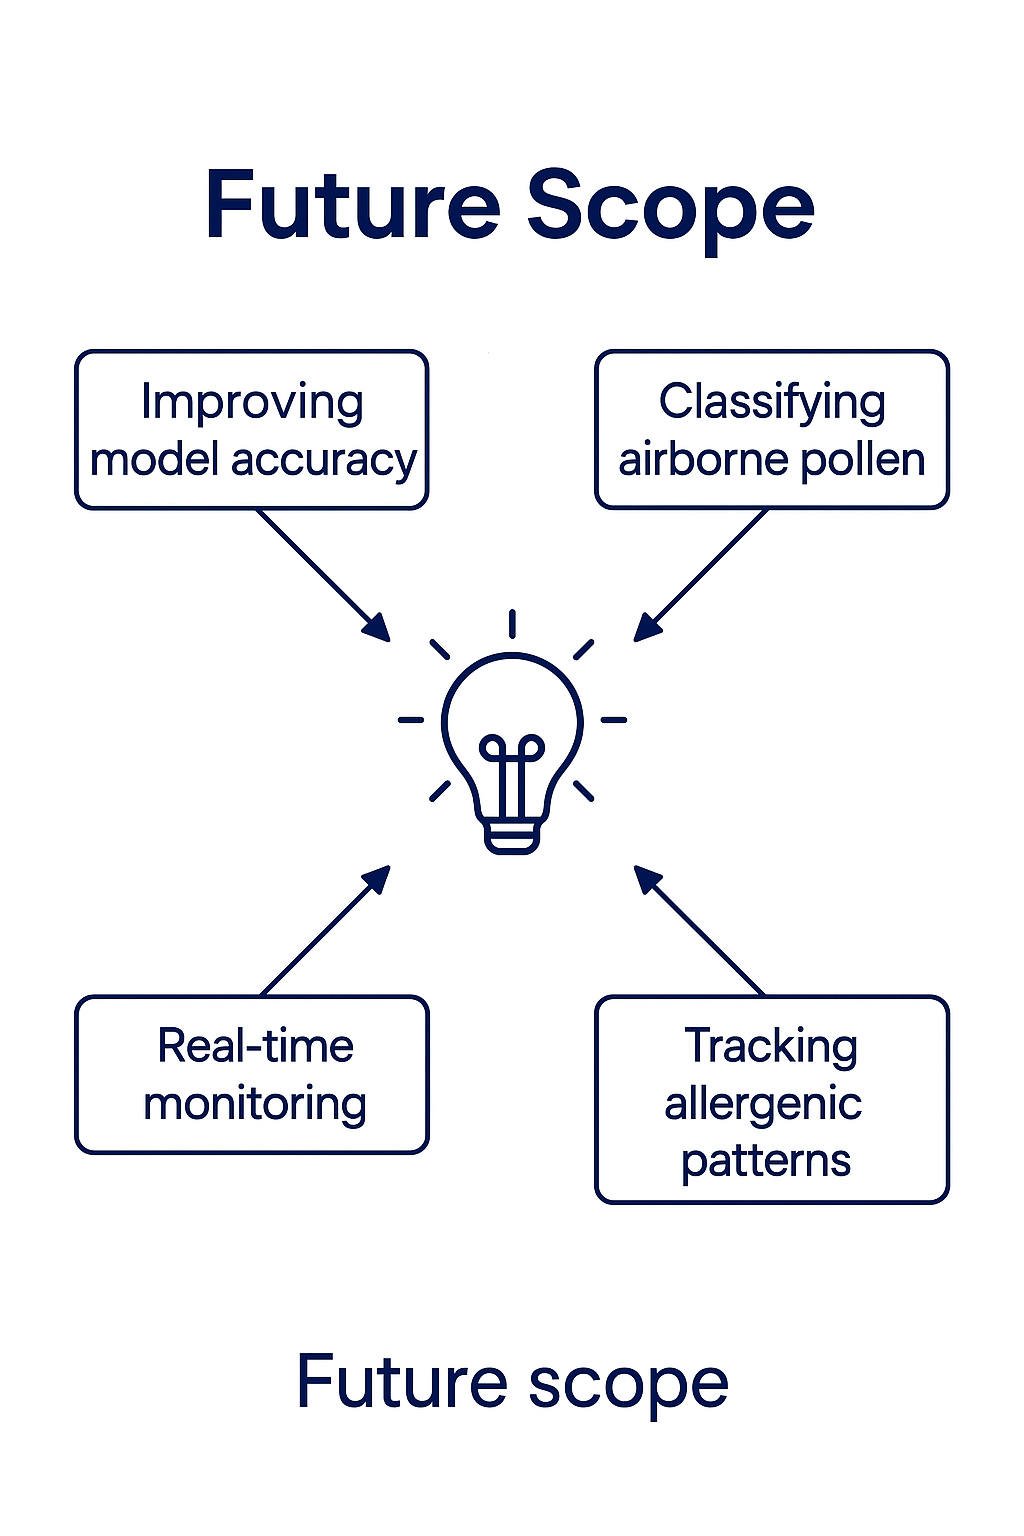 Future Scope
Improving
model accuracy
Classifying
airborne pollen
Real-time
monitoring
Tracking
allergenic
patterns
Future scope